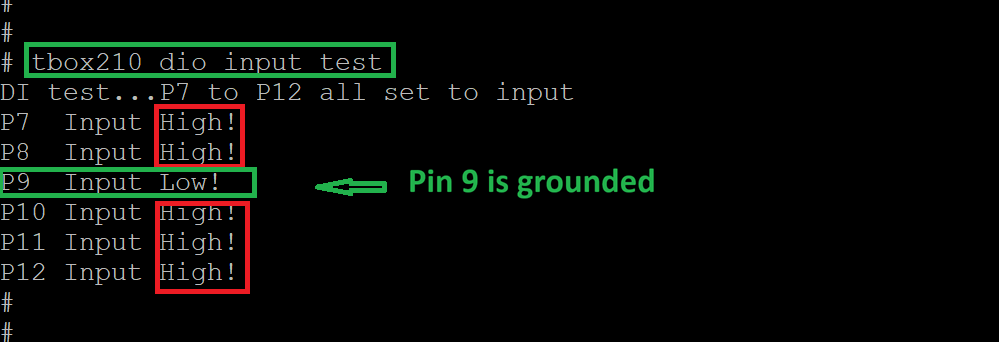 #
#
# tbox210 dio input test
DI test...P7 to P12 all set to input
P7  Input High!
P8  Input High!
P9  Input Low!
Pin 9 is grounded
P10 Input High!
P11 Input High!
P12 Input High!
#
#